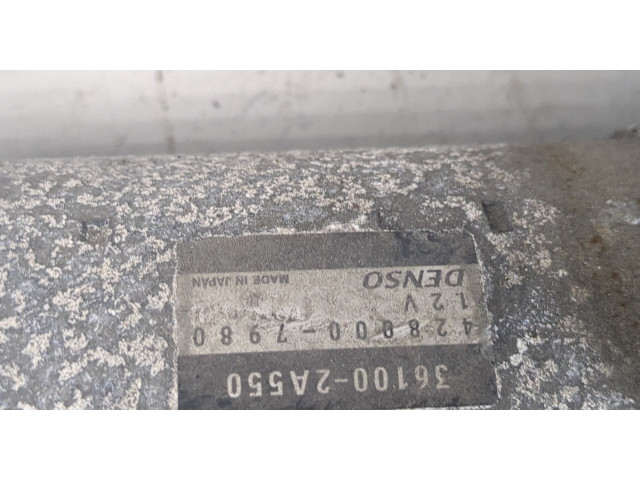 36100-2A550
428000-7980
12V
DENSO MADE IN JAPAN